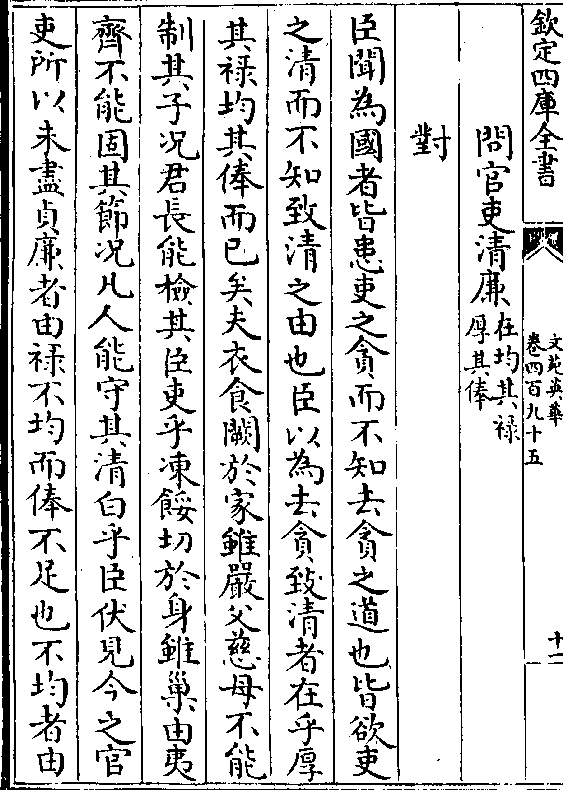 欽定四庫全書
文苑英華
卷四百九十五
十一
問官吏清廉在均其禄
厚其俸
對
臣聞為國者皆患吏之貪而不知去貪之道也皆欲吏
之清而不知致清之由也臣以為去貪致清者在乎厚
其禄均其俸而已矣夫衣食闕於家雖嚴父慈母不能
制其子况君長能檢其臣吏乎凍餒切於身雖巢由夷
齊不能固其節况凡人能守其清白乎臣伏見今之官
吏所以未盡貞廉者由禄不均而俸不足也不均者由